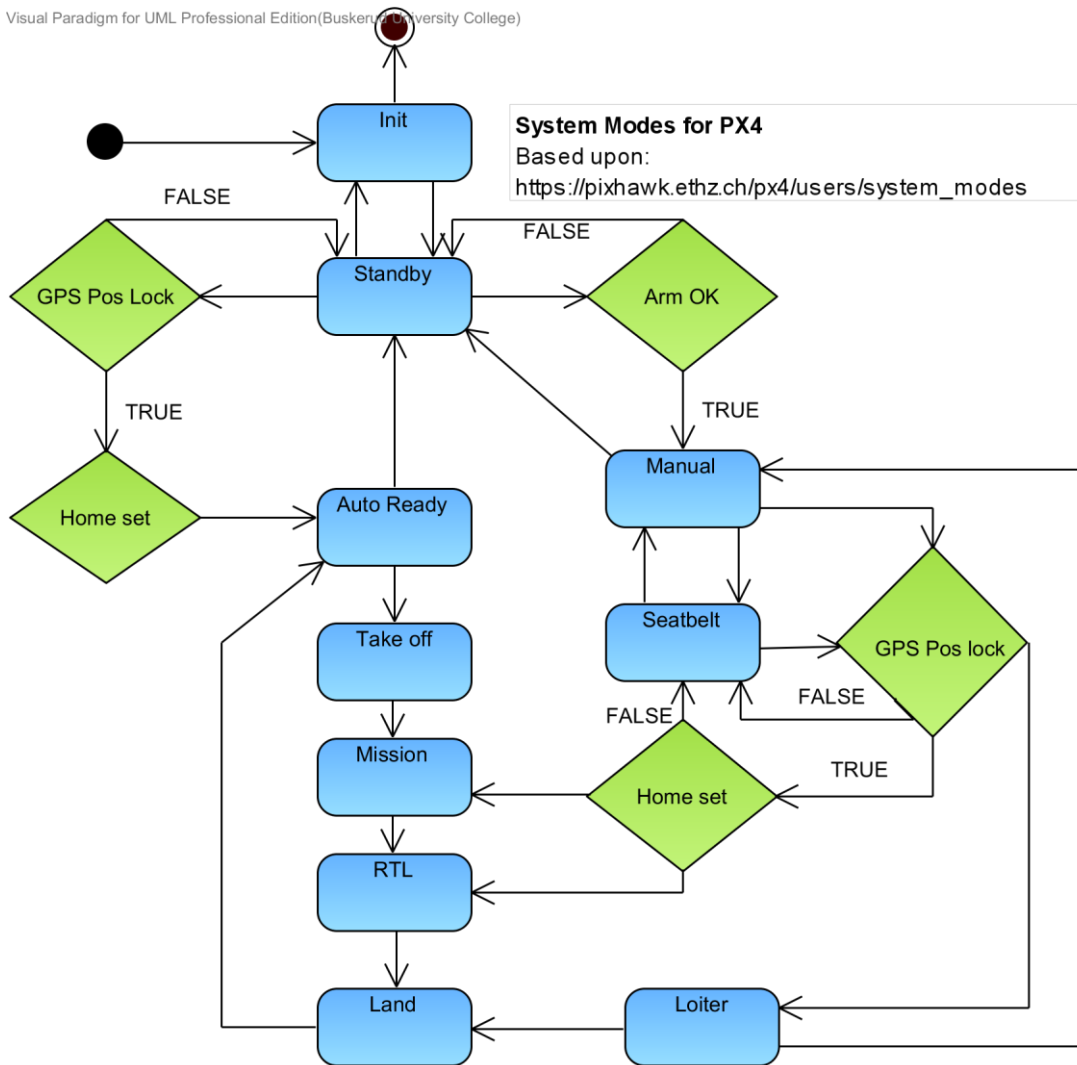 Visual Paradigm for UML Professional Edition(Buskerud University College)
Init
System Modes for PX4
Based upon:
https://pixhawk.ethz.ch/px4/users/system_modes
FALSE
FALSE
GPS Pos Lock
Standby
Arm OK
TRUE
TRUE
Manual
Home set
Auto Ready
Take off
Seatbelt
GPS Pos lock
FALSE
FALSE
Mission
TRUE
Home set
RTL
Land
Loiter